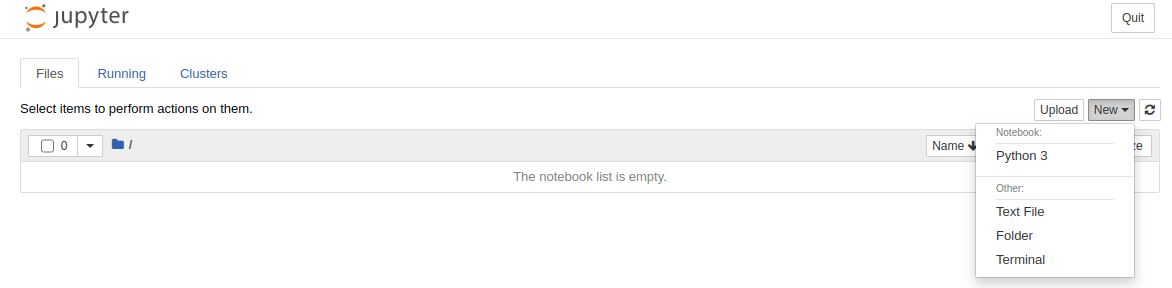 jupyter
Quit
Files Running Clusters
Select items to perform actions on them.
Upload New
0 / Name
The notebook list is empty.
Notebook:
Python 3
Other:
Text File
Folder
Terminal